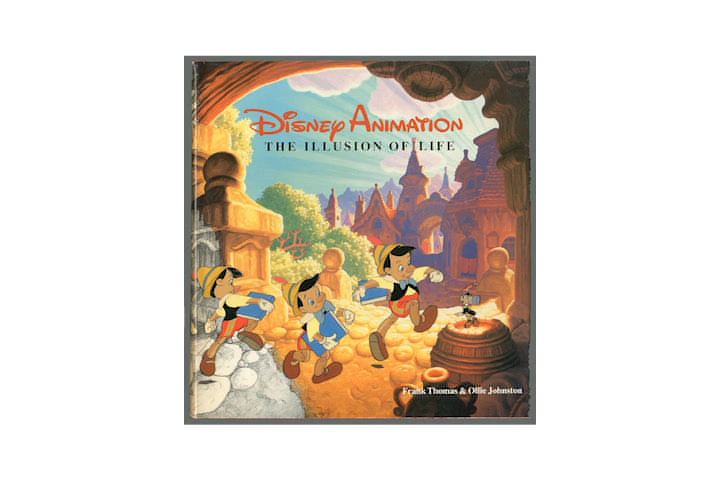 Disney Animation
THE ILLUSION OF LIFE
Frank Thomas & Ollie Johnston